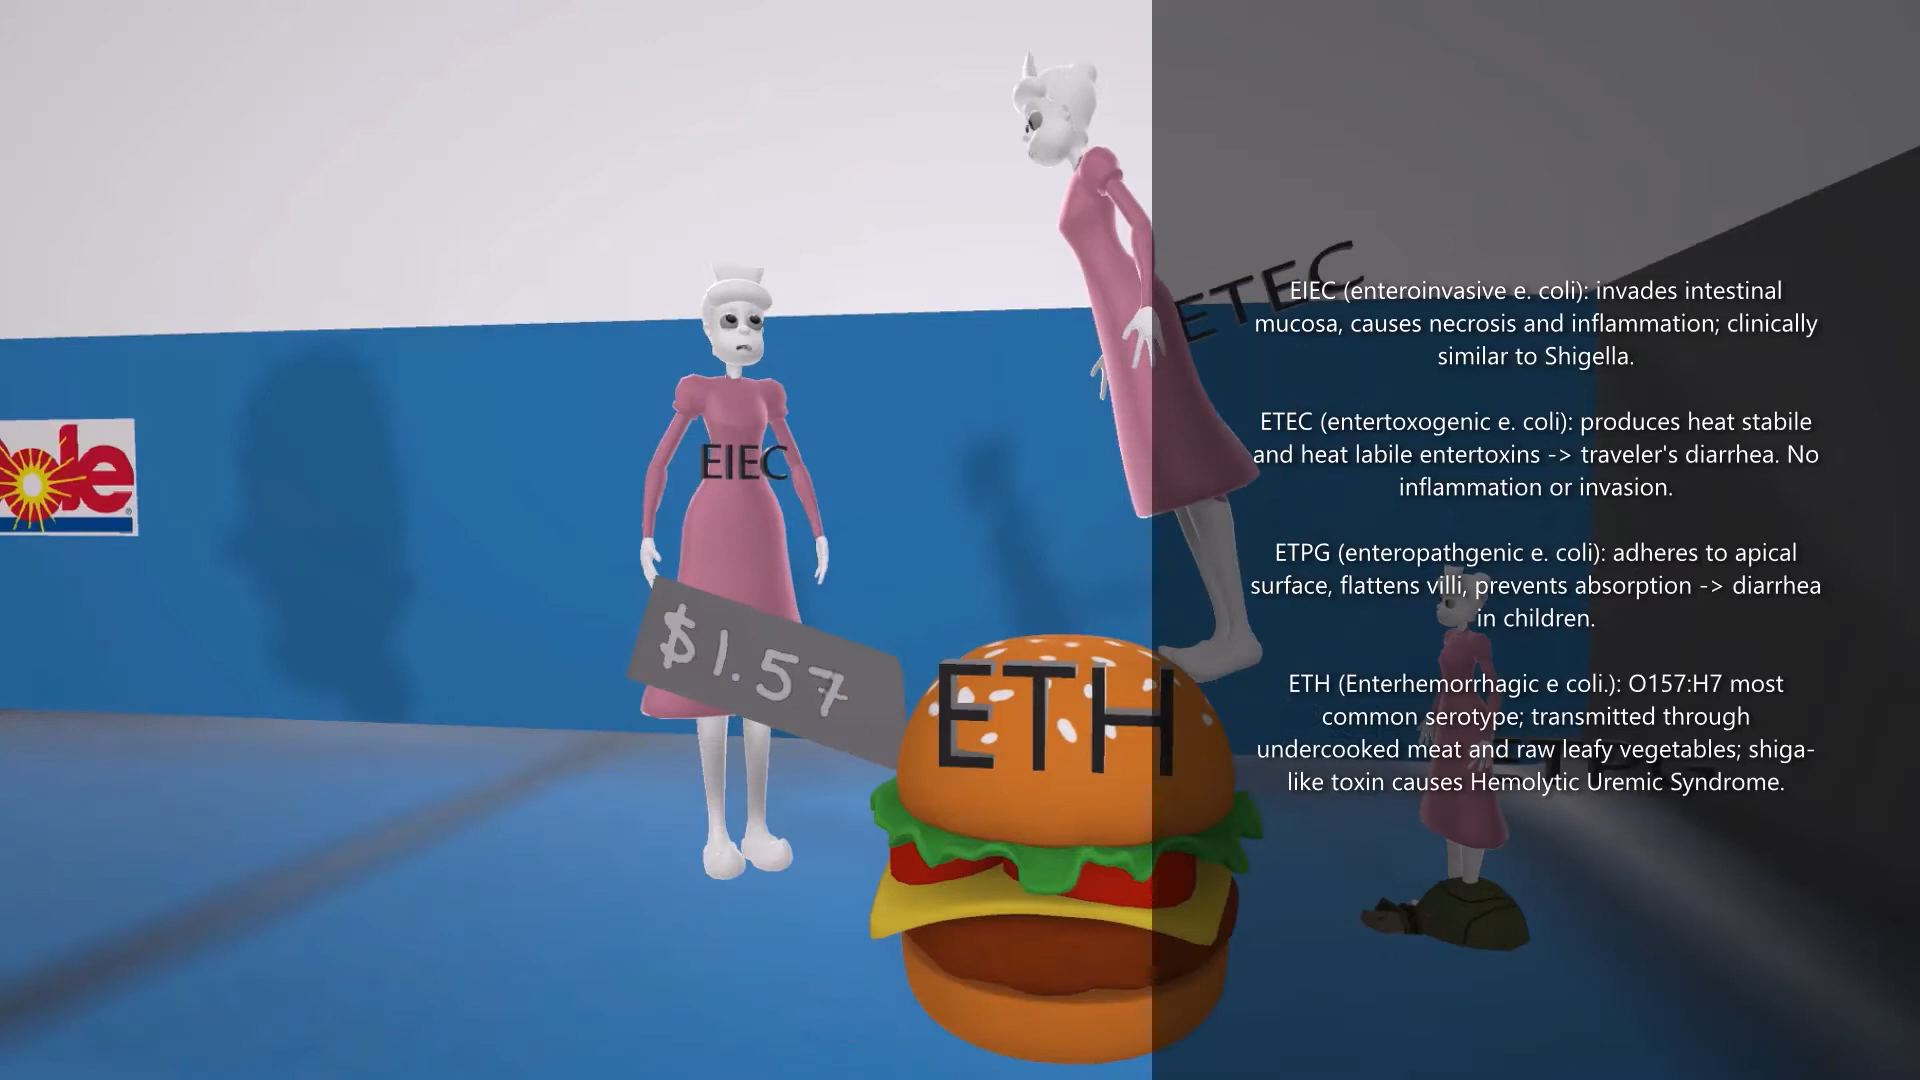 ole
®
EIEC
$1.57
ETH
ETEC
EIEC (enteroinvasive e. coli): invades intestinal
mucosa, causes necrosis and inflammation; clinically
similar to Shigella.
ETEC (entertoxogenic e. coli): produces heat stabile
and heat labile entertoxins -> traveler's diarrhea. No
inflammation or invasion.
ETPG (enteropathgenic e. coli): adheres to apical
surface, flattens villi, prevents absorption -> diarrhea
in children.
ETH (Enterhemorrhagic e coli.): O157:H7 most
common serotype; transmitted through
undercooked meat and raw leafy vegetables; shiga-
like toxin causes Hemolytic Uremic Syndrome.